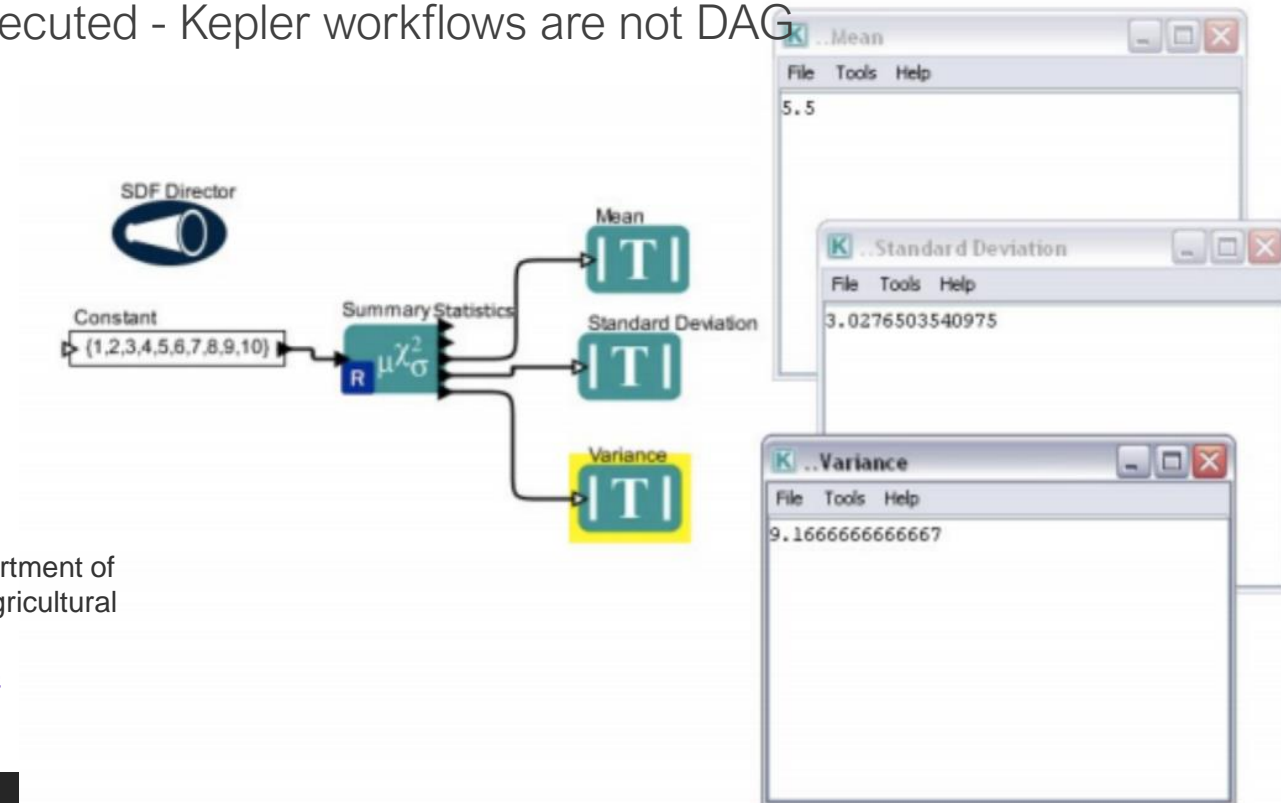 ecuted - Kepler workflows are not DAG
..Mean
File Tools Help
5.5
SDF Director
Mean
..Standard Deviation
File Tools Help
3.0276503540975
Constant
{1,2,3,4,5,6,7,8,9,10}
Summary Statistics
R μχ²σ
T
Standard Deviation
T
Variance
T
..Variance
File Tools Help
9.1666666666667
rtment of
gricultural